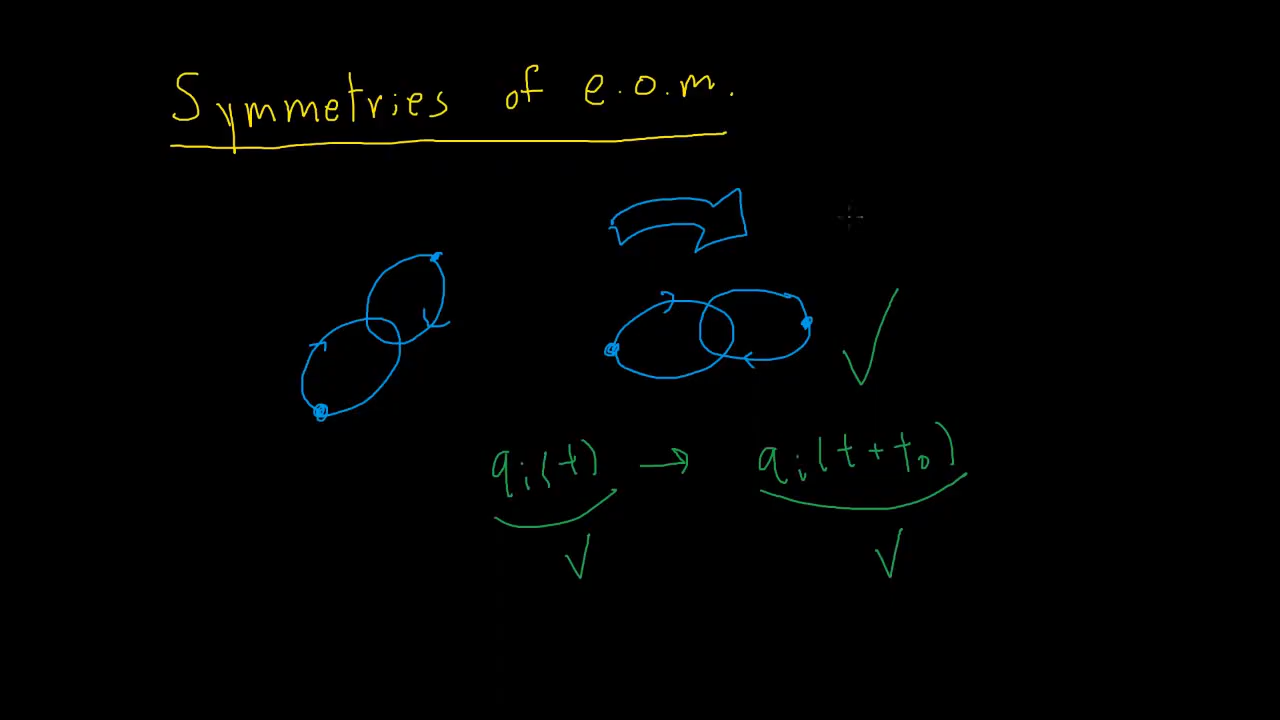 Symmetries of e.o.m.
qi(t) → qi(t+t₀)